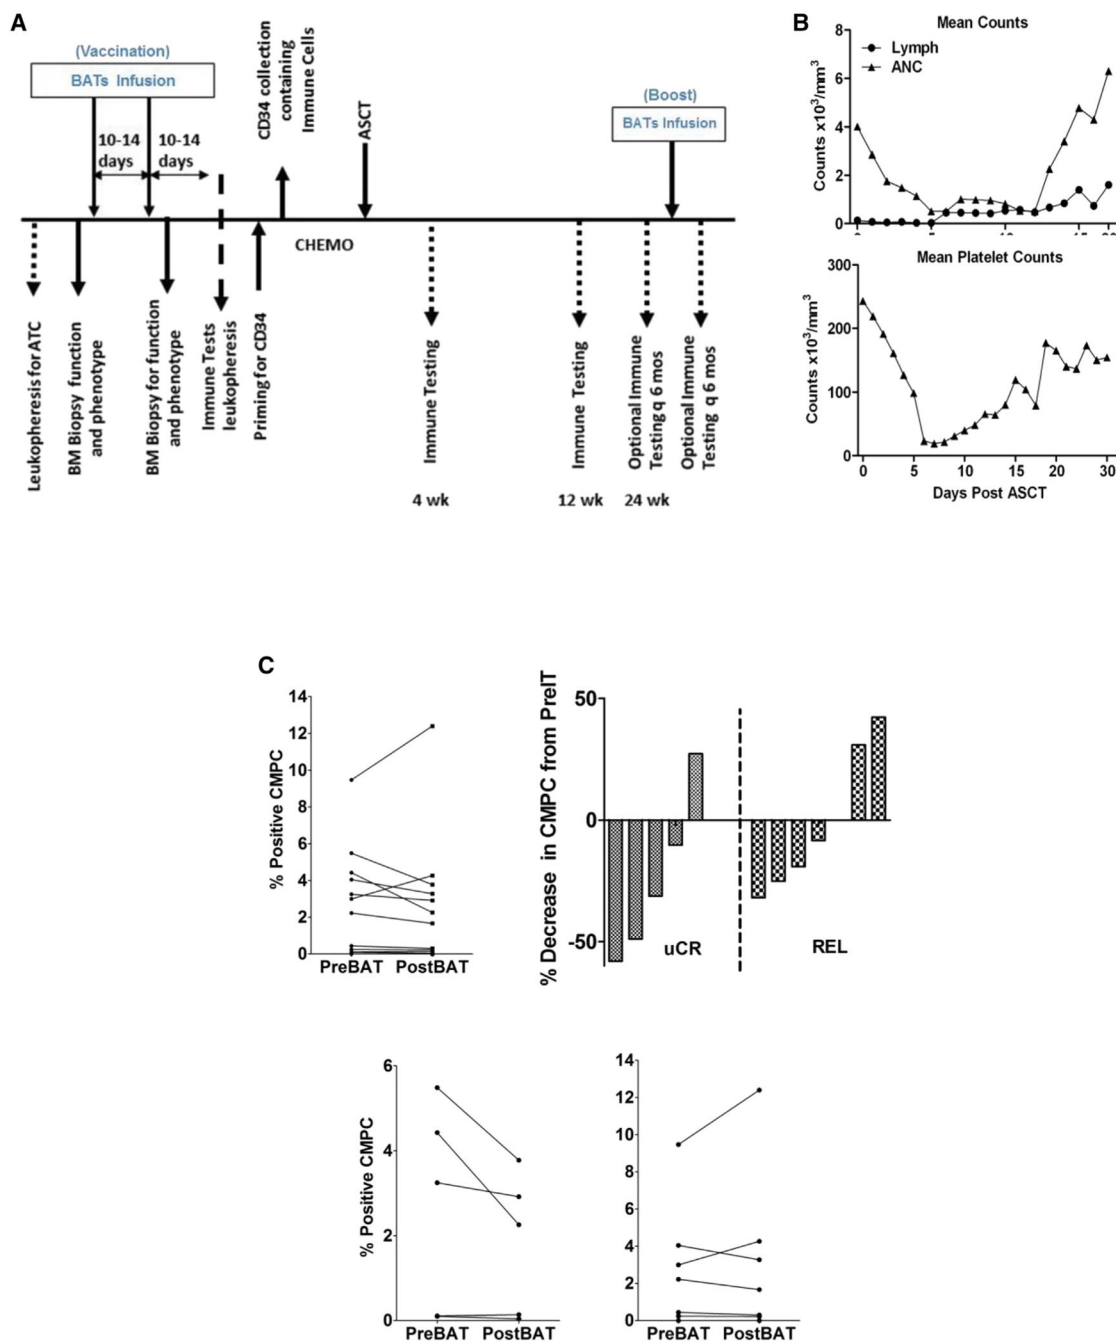 A
(Vaccination)
BATs Infusion
10-14
days
10-14
days
CD34 collection
containing
Immune Cells
ASCT
(Boost)
BATs Infusion
CHEMO
Leukopheresis for ATC
BM Biopsy function
and phenotype
BM Biopsy for function
and phenotype
Immune Tests
leukopheresis
Priming for CD34
Immune Testing
Immune Testing
Optional Immune
Testing q 6 mos
Optional Immune
Testing q 6 mos
4 wk
12 wk
24 wk
B
Mean Counts
Lymph
ANC
Counts x10³/mm³
8
6
4
2
0
Mean Platelet Counts
Counts x10³/mm³
300
200
100
0
0 5 10 15 20 30
Days Post ASCT
C
% Positive CMPC
14
12
10
8
6
4
2
0
PreBAT PostBAT
% Decrease in CMPC from PreIT
50
0
-50
uCR
REL
% Positive CMPC
6
4
2
0
PreBAT PostBAT
14
12
10
8
6
4
2
0
PreBAT PostBAT